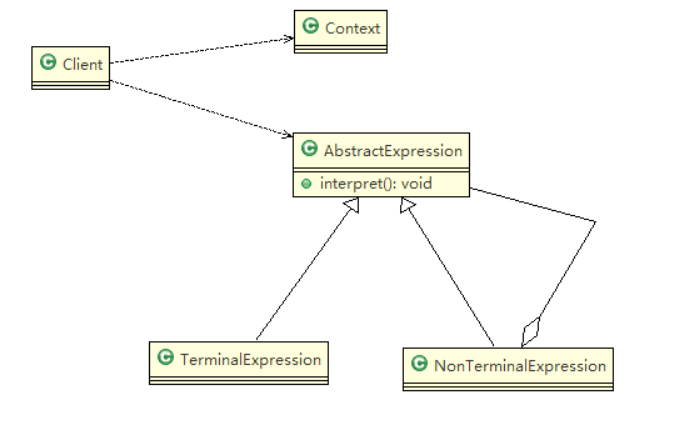 C Context
C Client
C AbstractExpression
interpret(): void
C TerminalExpression
C NonTerminalExpression